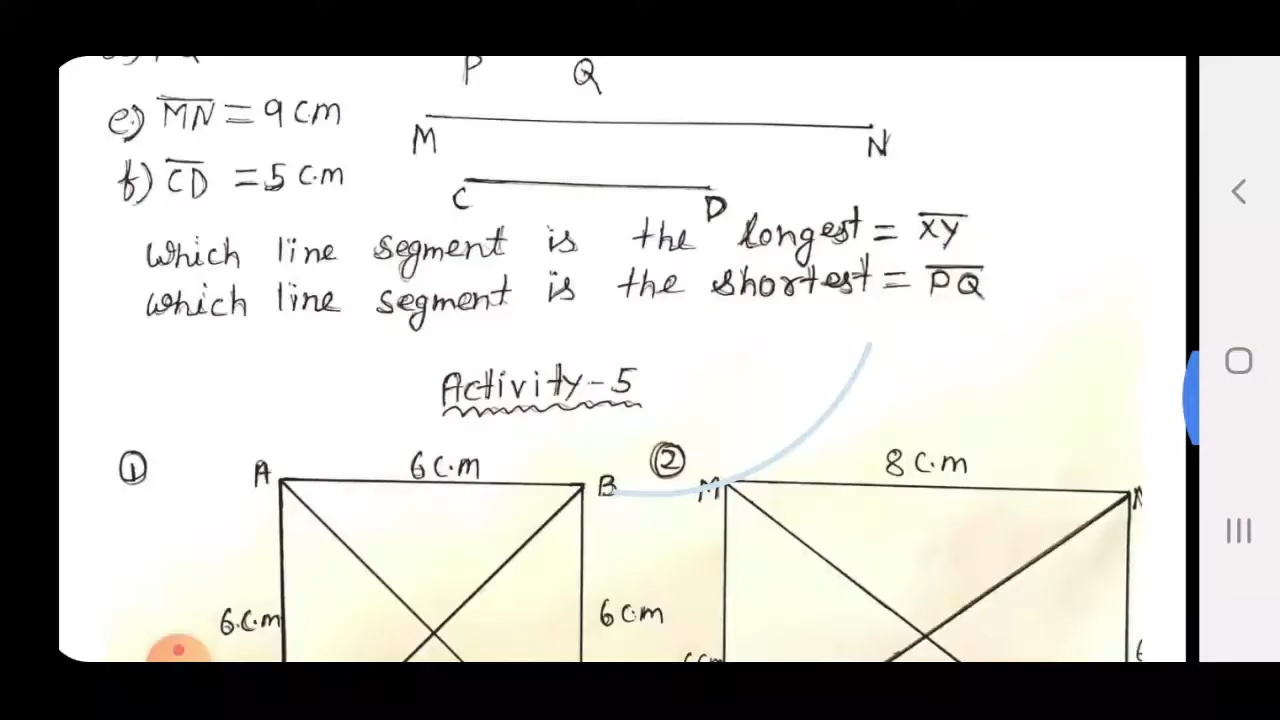 P Q
e) MN = 9 cm
M N
f) CD = 5 c.m
C D
which line segment is the longest = XY
which line segment is the shortest = PQ
Activity-5
① A 6 c.m B ② M 8 c.m
6.c.m 6 c.m